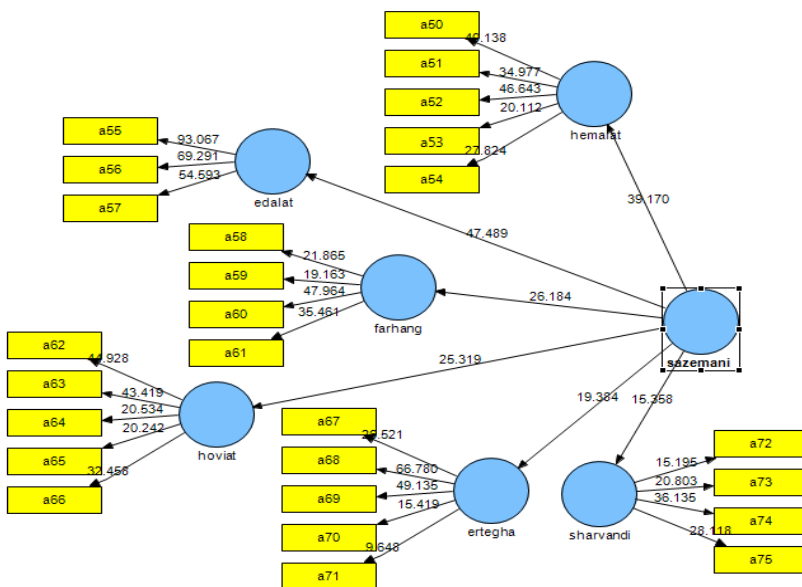 a50
49.138
a51
34.977
a52
46.643
a53
20.112
a54
27.824
hemaiat
a55
93.067
a56
69.291
a57
54.593
edalat
39.170
47.489
a58
21.865
a59
19.163
a60
47.964
a61
35.461
farhang
26.184
sazemani
25.319
19.384
15.358
a62
44.928
a63
43.419
a64
20.534
a65
20.242
a66
32.456
hoviat
a67
a68
66.780
a69
49.135
a70
15.419
a71
9.648
ertegha
sharvandi
a72
15.195
a73
20.803
a74
36.135
a75
28.118